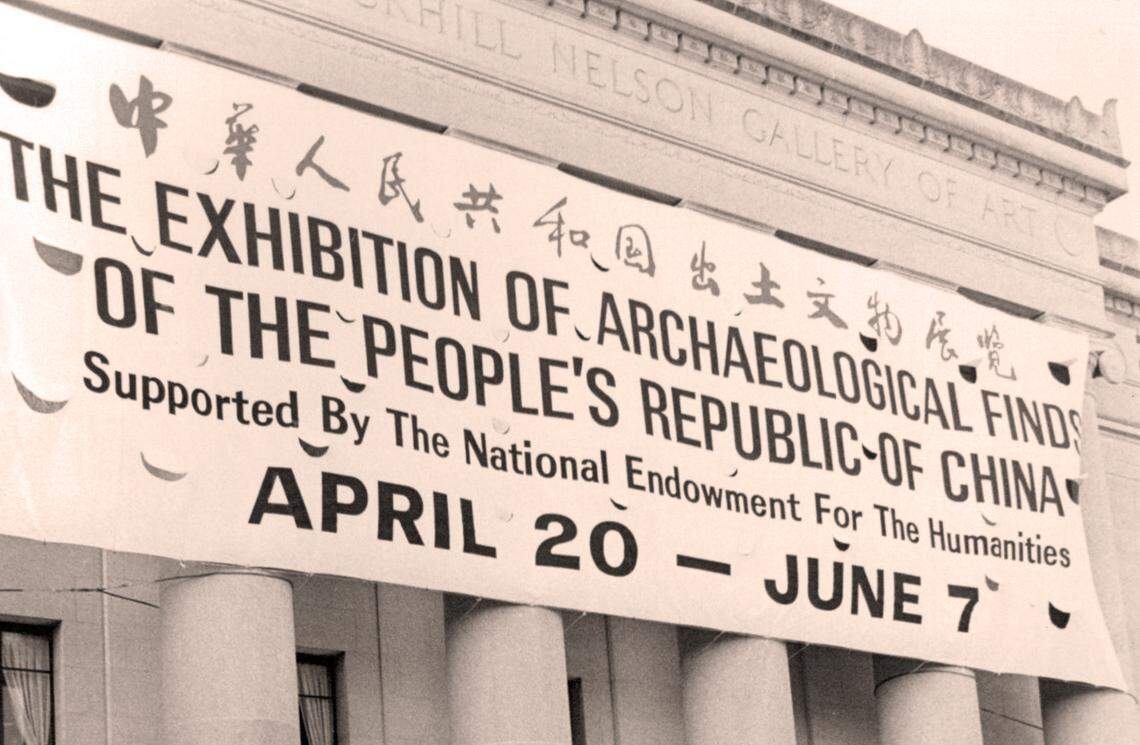 NELSON GALLERY OF ART
中華人民共和国出土文物展覽
THE EXHIBITION OF ARCHAEOLOGICAL FINDS
OF THE PEOPLE'S REPUBLIC OF CHINA
Supported By The National Endowment For The Humanities
APRIL 20 — JUNE 7